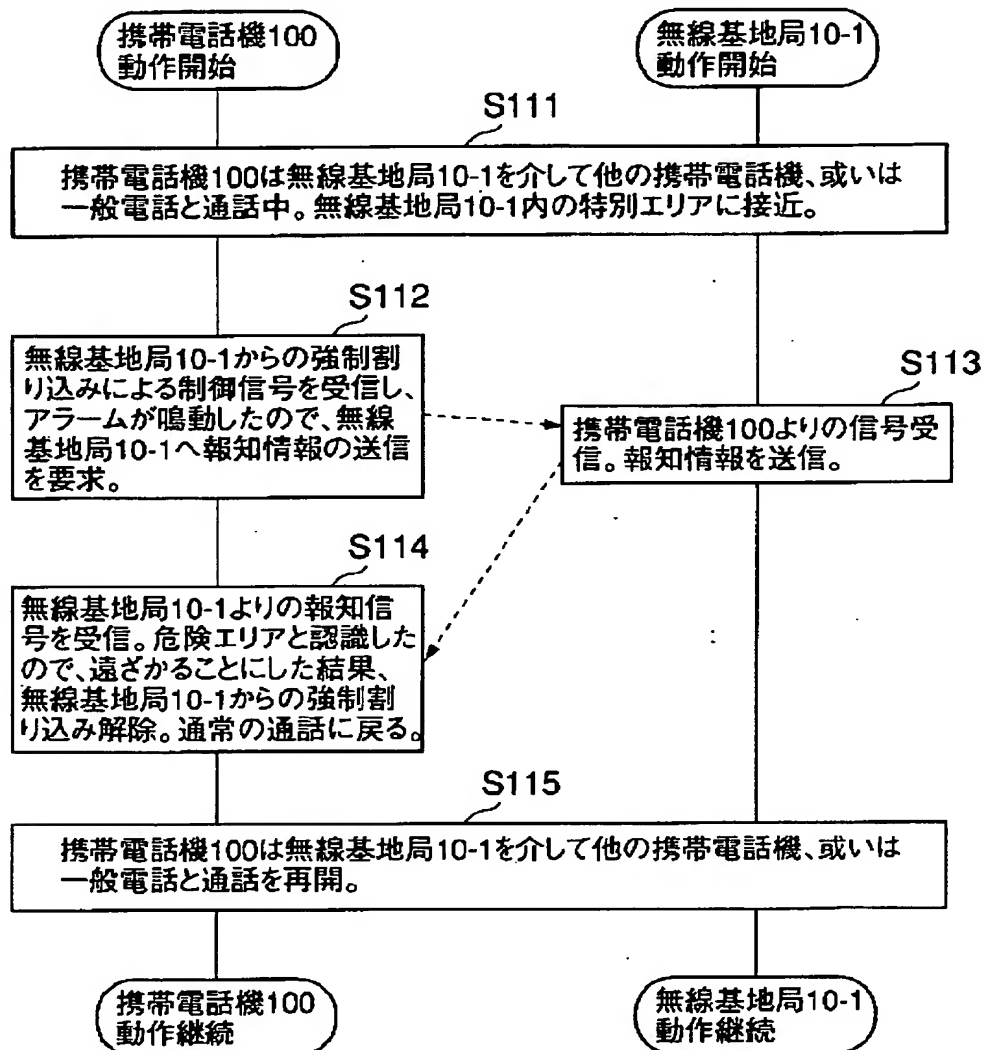 携帯電話機100
動作開始
無線基地局10-1
動作開始
S111
携帯電話機100は無線基地局10-1を介して他の携帯電話機、或いは
一般電話と通話中。無線基地局10-1内の特別エリアに接近。
S112
無線基地局10-1からの強制割
り込みによる制御信号を受信し、
アラームが鳴動したので、無線
基地局10-1へ報知情報の送信
を要求。
S113
携帯電話機100よりの信号受
信。報知情報を送信。
S114
無線基地局10-1よりの報知信
号を受信。危険エリアと認識した
ので、遠ざかることにした結果、
無線基地局10-1からの強制割
り込み解除。通常の通話に戻る。
S115
携帯電話機100は無線基地局10-1を介して他の携帯電話機、或いは
一般電話と通話を再開。
携帯電話機100
動作継続
無線基地局10-1
動作継続